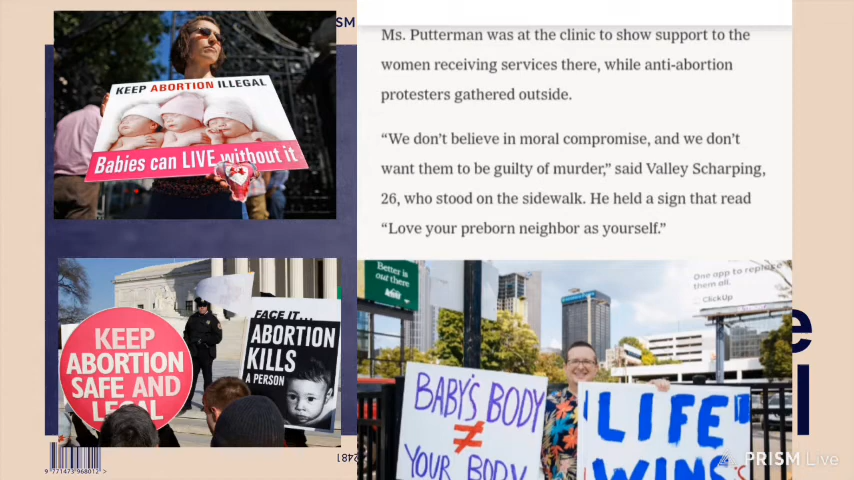 ISM
KEEP ABORTION ILLEGAL
Babies can LIVE without it
Ms. Putterman was at the clinic to show support to the
women receiving services there, while anti-abortion
protesters gathered outside.
“We don’t believe in moral compromise, and we don’t
want them to be guilty of murder,” said Valley Scharping,
26, who stood on the sidewalk. He held a sign that read
“Love your preborn neighbor as yourself.”
KEEP
ABORTION
SAFE AND
LEGAL
FACE IT...
ABORTION
KILLS
A PERSON
Better is
out there
One app to replace
them all.
ClickUp
BABY'S BODY
≠
YOUR BODY
"LIFE"
WINS
e
l
9 771473 968012 >
PRISM Live